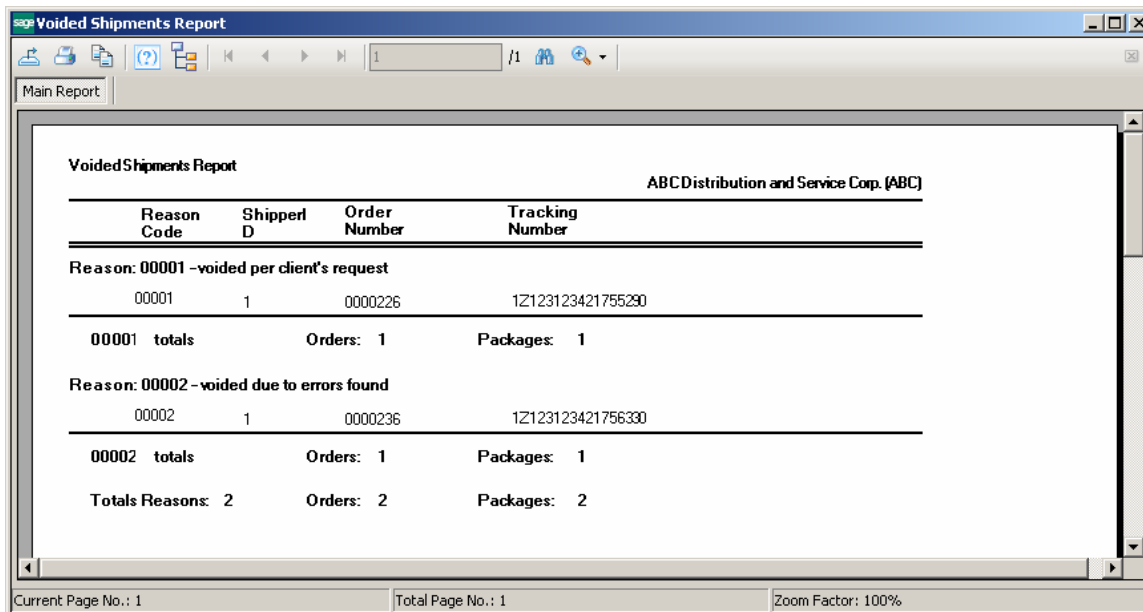 sage Voided Shipments Report
(?) 1 /1
Main Report
Voided Shipments Report
ABC Distribution and Service Corp. (ABC)
Reason Code ShipperI D Order Number Tracking Number
Reason: 00001 - voided per client's request
00001 1 0000226 1Z123123421755290
00001 totals Orders: 1 Packages: 1
Reason: 00002 - voided due to errors found
00002 1 0000236 1Z123123421756330
00002 totals Orders: 1 Packages: 1
Totals Reasons: 2 Orders: 2 Packages: 2
Current Page No.: 1 Total Page No.: 1 Zoom Factor: 100%